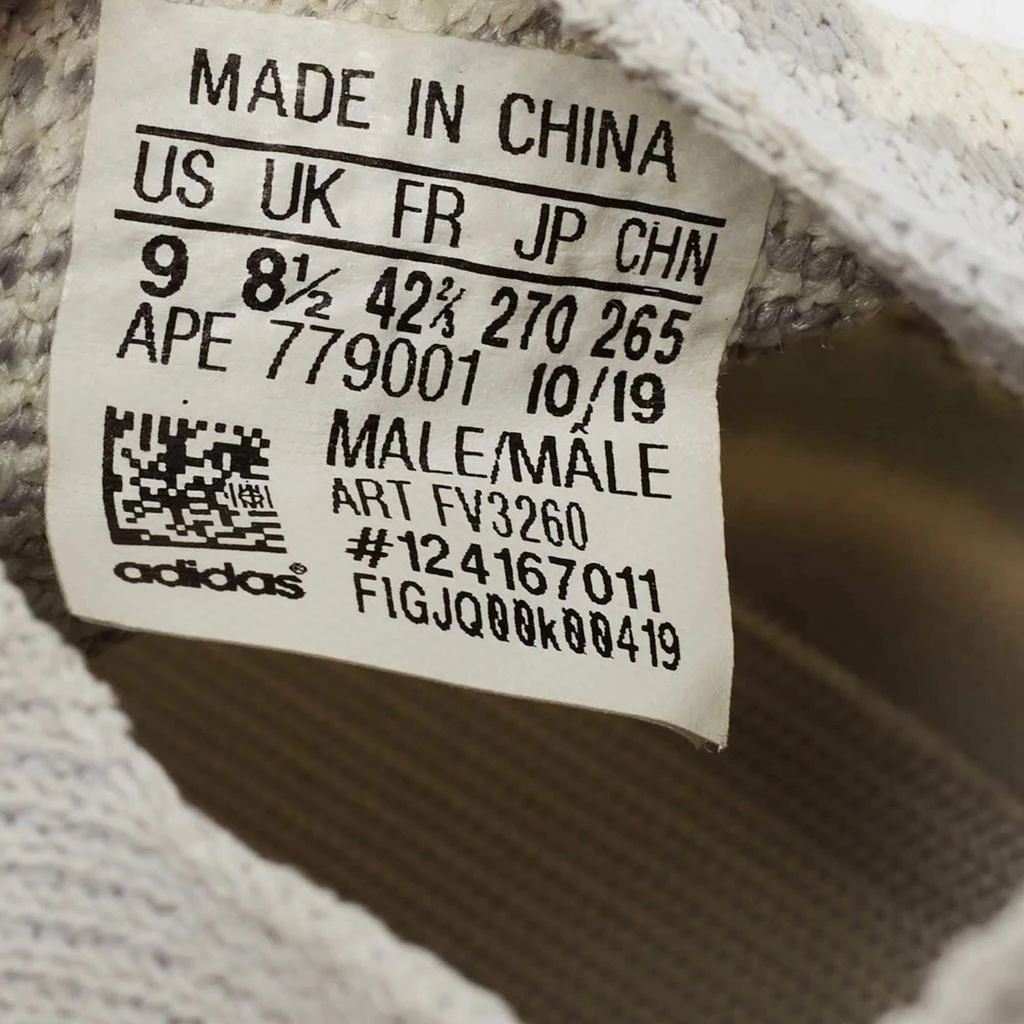 MADE IN CHINA
US UK FR JP CHN
9 8½ 42⅔ 270 265
APE 779001 10/19
MALE/MÂLE
ART FV3260
#124167011
F1GJQ00k00419
adidas®